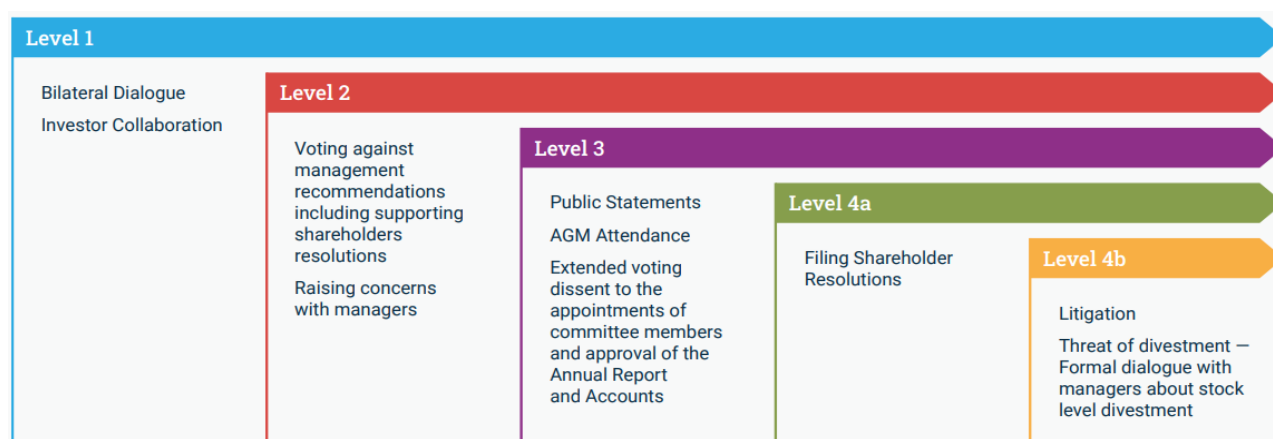 Level 1
Bilateral Dialogue
Investor Collaboration
Level 2
Voting against
management
recommendations
including supporting
shareholders
resolutions
Raising concerns
with managers
Level 3
Public Statements
AGM Attendance
Extended voting
dissent to the
appointments of
committee members
and approval of the
Annual Report
and Accounts
Level 4a
Filing Shareholder
Resolutions
Level 4b
Litigation
Threat of divestment —
Formal dialogue with
managers about stock
level divestment